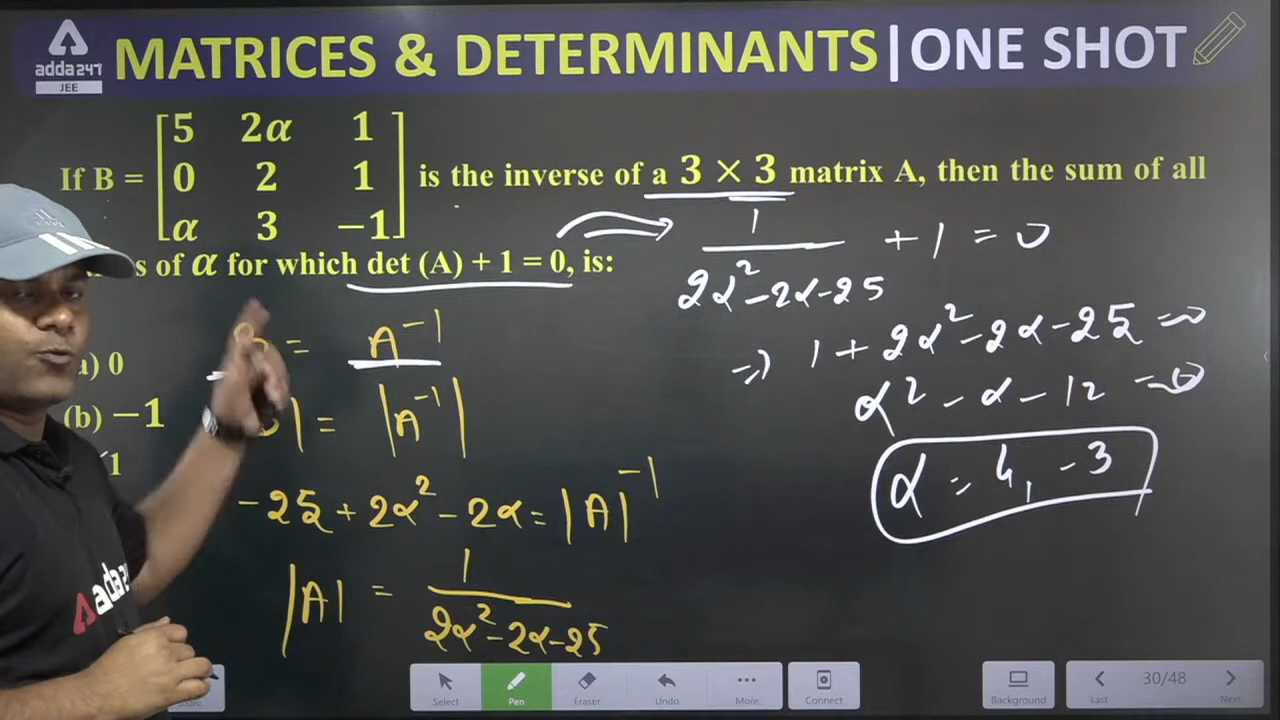 adda247
JEE
MATRICES & DETERMINANTS | ONE SHOT
If B = [5 2α 1
0 2 1
α 3 −1] is the inverse of a 3 × 3 matrix A, then the sum of all
s of α for which det (A) + 1 = 0, is:
) 0
(b) −1
1
= A⁻¹
| = |A⁻¹|
-25 + 2α² - 2α = |A|⁻¹
|A| = 1 / 2α² - 2α - 25
1 / 2α² - 2α - 25 + 1 = 0
⇒ 1 + 2α² - 2α - 25 = 0
α² - α - 12 = 0
α = 4, -3
adda24
Select
Pen
Eraser
Undo
More
Connect
Background
Last
30/48
Next